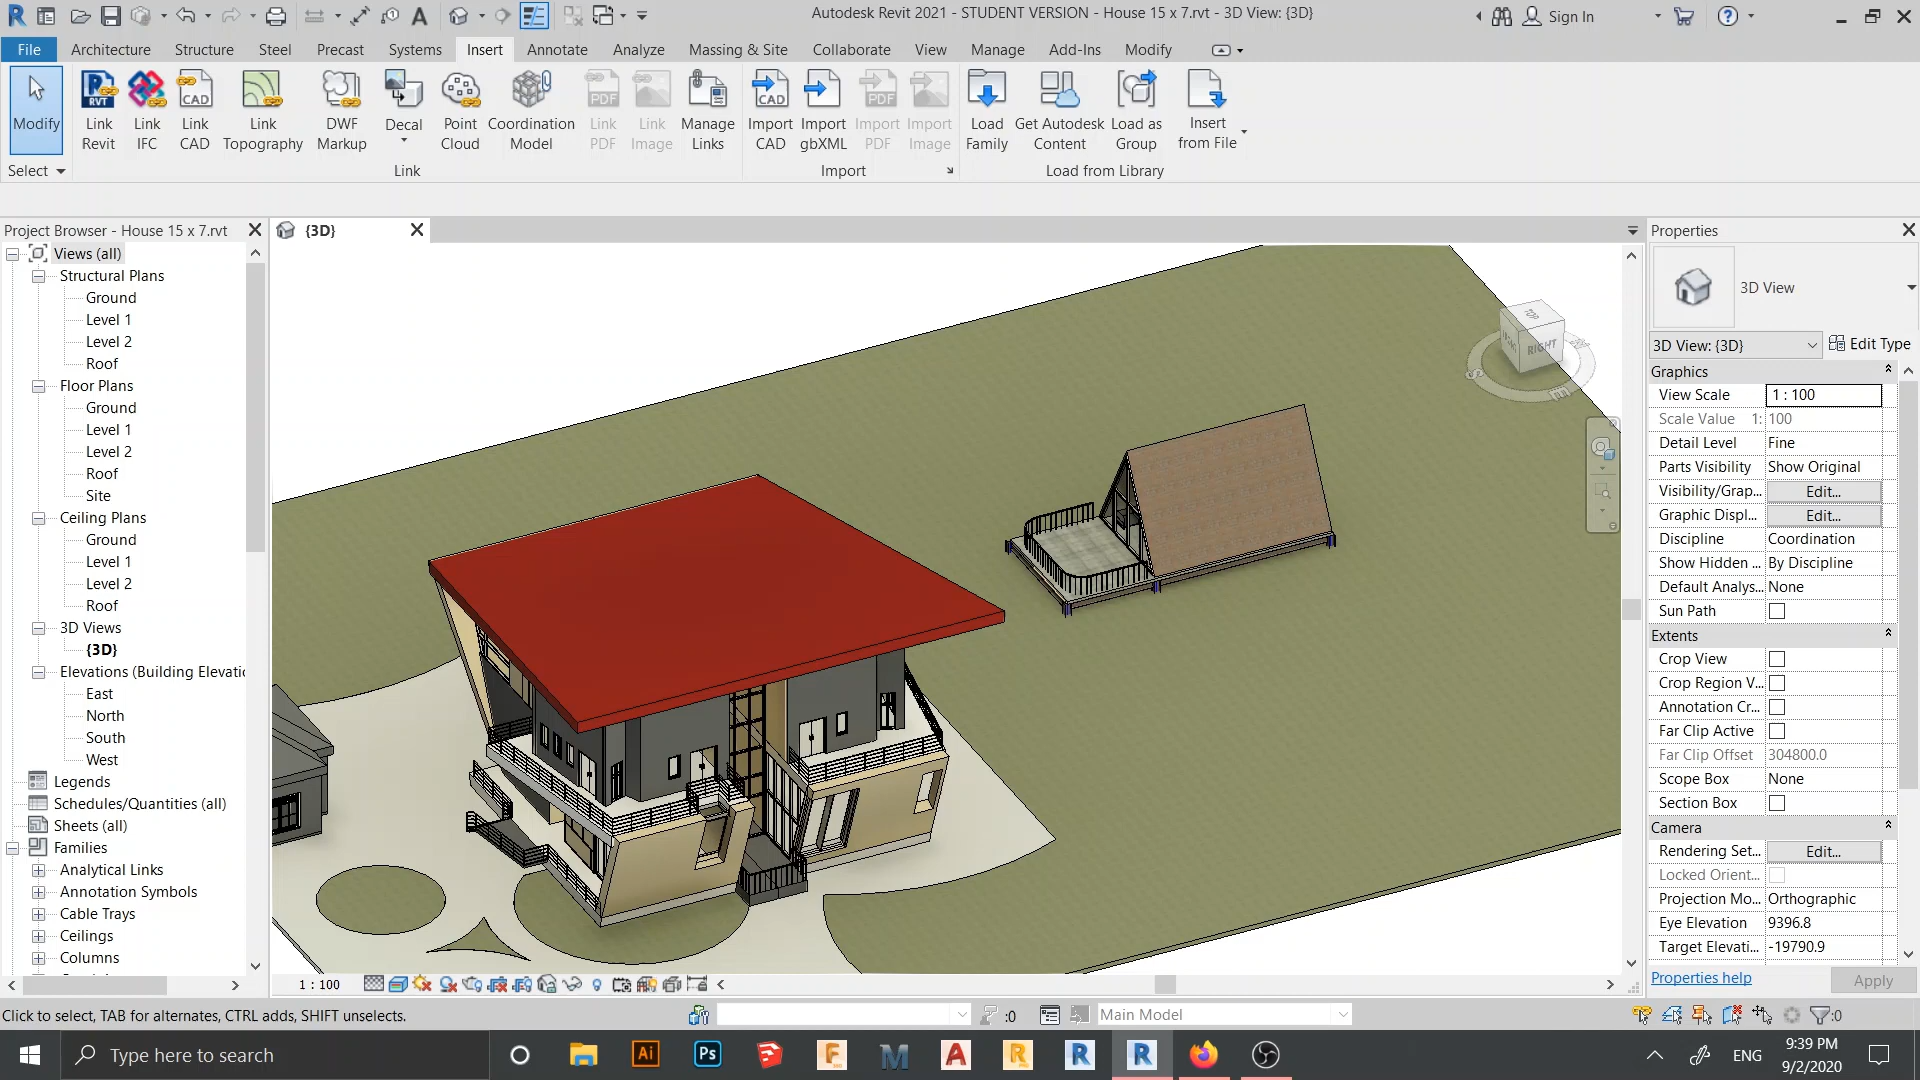 Autodesk Revit 2021 - STUDENT VERSION - House 15 x 7.rvt - 3D View: {3D}
Sign In
File
Architecture
Structure
Steel
Precast
Systems
Insert
Annotate
Analyze
Massing & Site
Collaborate
View
Manage
Add-Ins
Modify
Modify
Link
Revit
Link
IFC
Link
CAD
Link
Topography
DWF
Markup
Decal
Point
Cloud
Coordination
Model
Link
PDF
Link
Image
Manage
Links
Import
CAD
Import
gbXML
Import
PDF
Import
Image
Load
Family
Get Autodesk
Content
Load as
Group
Insert
from File
Select
Link
Import
Load from Library
Project Browser - House 15 x 7.rvt
Views (all)
Structural Plans
Ground
Level 1
Level 2
Roof
Floor Plans
Ground
Level 1
Level 2
Roof
Site
Ceiling Plans
Ground
Level 1
Level 2
Roof
3D Views
{3D}
Elevations (Building Elevati
East
North
South
West
Legends
Schedules/Quantities (all)
Sheets (all)
Families
Analytical Links
Annotation Symbols
Cable Trays
Ceilings
Columns
{3D}
TOP
RIGHT
1 : 100
Properties
3D View
3D View: {3D}
Edit Type
Graphics
View Scale 1 : 100
Scale Value 1: 100
Detail Level Fine
Parts Visibility Show Original
Visibility/Grap... Edit...
Graphic Displ... Edit...
Discipline Coordination
Show Hidden ... By Discipline
Default Analys... None
Sun Path
Extents
Crop View
Crop Region V...
Annotation Cr...
Far Clip Active
Far Clip Offset 304800.0
Scope Box None
Section Box
Camera
Rendering Set... Edit...
Locked Orient...
Projection Mo... Orthographic
Eye Elevation 9396.8
Target Elevati... -19790.9
Properties help
Apply
Click to select, TAB for alternates, CTRL adds, SHIFT unselects.
:0
Main Model
:0
Type here to search
ENG
9:39 PM
9/2/2020